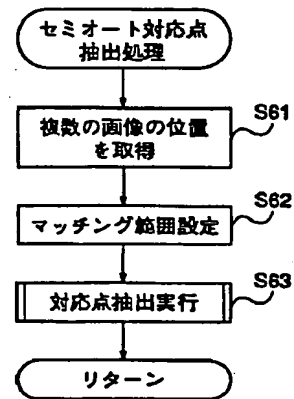 セミオート対応点
抽出処理
S61
複数の画像の位置
を取得
S62
マッチング範囲設定
S63
対応点抽出実行
リターン